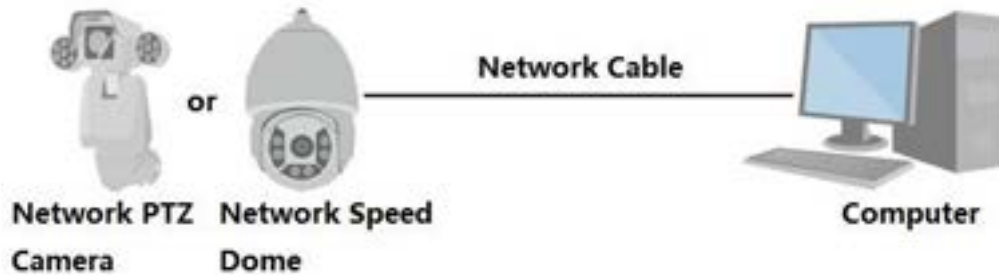 Network Cable
or
Network PTZ Camera
Network Speed Dome
Computer